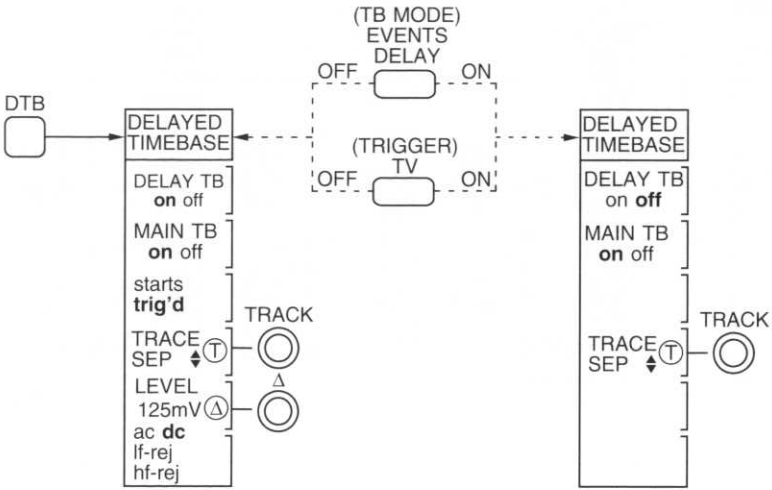 (TB MODE)
EVENTS
DELAY
OFF ON
DTB
DELAYED
TIMEBASE
(TRIGGER)
TV
OFF ON
DELAY TB
on off
MAIN TB
on off
starts
trig'd
TRACE
SEP
T
TRACK
LEVEL
125mV
Δ
Δ
ac dc
lf-rej
hf-rej
DELAYED
TIMEBASE
DELAY TB
on off
MAIN TB
on off
TRACE
SEP
T
TRACK